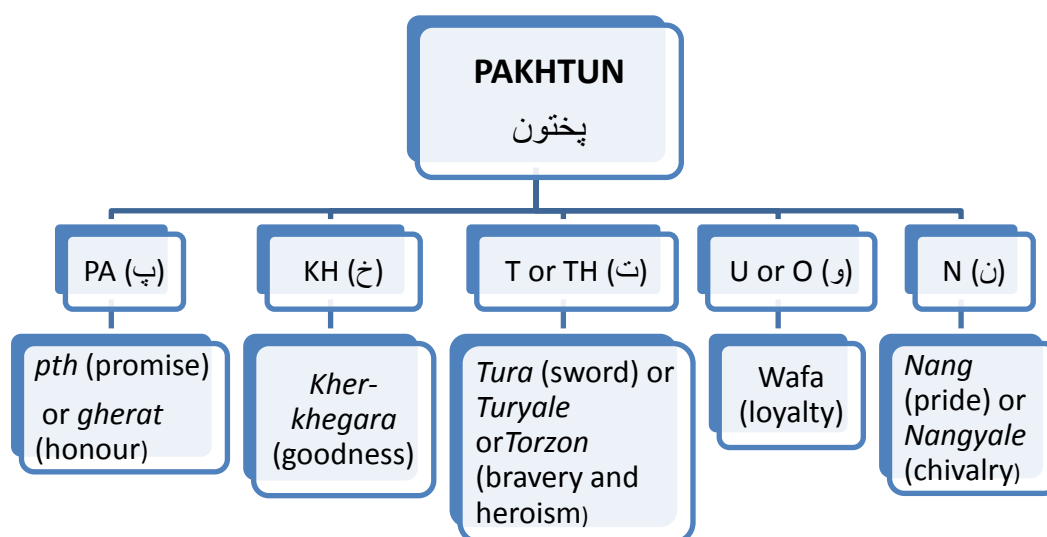 PAKHTUN
پختون
PA (پ)
KH (خ)
T or TH (ت)
U or O (و)
N (ن)
pth (promise)
or gherat
(honour)
Kher-
khegara
(goodness)
Tura (sword) or
Turyale
orTorzon
(bravery and
heroism)
Wafa
(loyalty)
Nang
(pride) or
Nangyale
(chivalry)